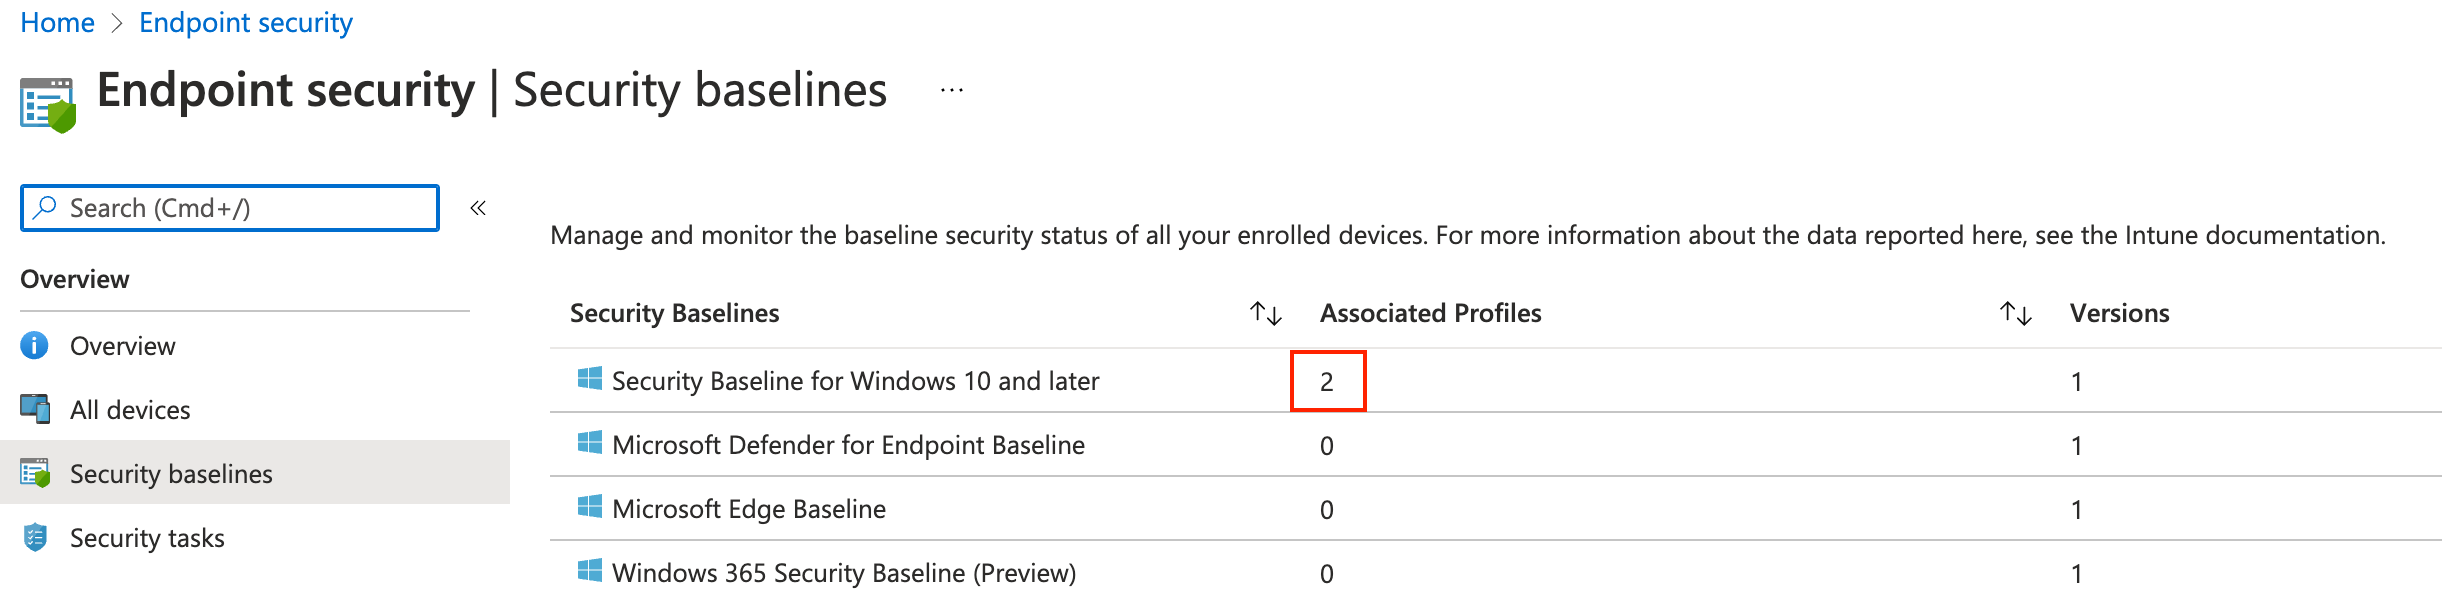 Home > Endpoint security
Endpoint security | Security baselines ...
Search (Cmd+/) «
Manage and monitor the baseline security status of all your enrolled devices. For more information about the data reported here, see the Intune documentation.
Overview
Security Baselines ↑↓ Associated Profiles ↑↓ Versions
Overview
Security Baseline for Windows 10 and later 2 1
All devices
Microsoft Defender for Endpoint Baseline 0 1
Security baselines
Microsoft Edge Baseline 0 1
Security tasks
Windows 365 Security Baseline (Preview) 0 1